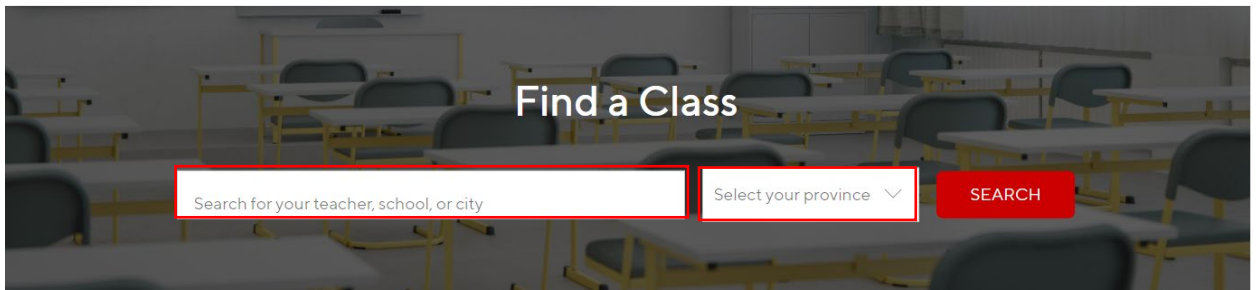 Find a Class
Search for your teacher, school, or city
Select your province
SEARCH